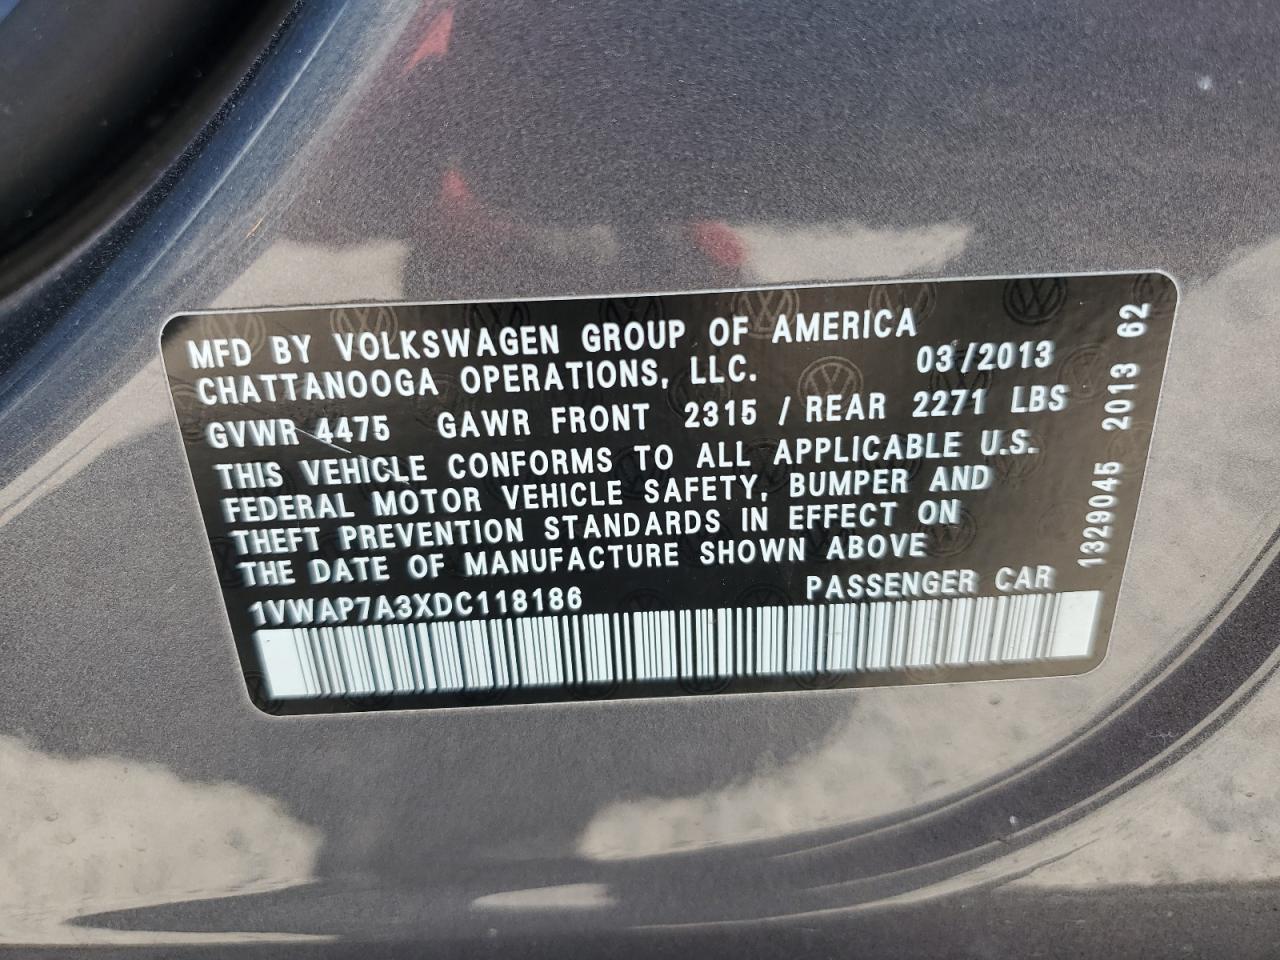 MFD BY VOLKSWAGEN GROUP OF AMERICA
CHATTANOOGA OPERATIONS, LLC. 03/2013
GVWR 4475 GAWR FRONT 2315 / REAR 2271 LBS
THIS VEHICLE CONFORMS TO ALL APPLICABLE U.S.
FEDERAL MOTOR VEHICLE SAFETY, BUMPER AND
THEFT PREVENTION STANDARDS IN EFFECT ON
THE DATE OF MANUFACTURE SHOWN ABOVE
1VWAP7A3XDC118186 PASSENGER CAR
1329045 2013 62